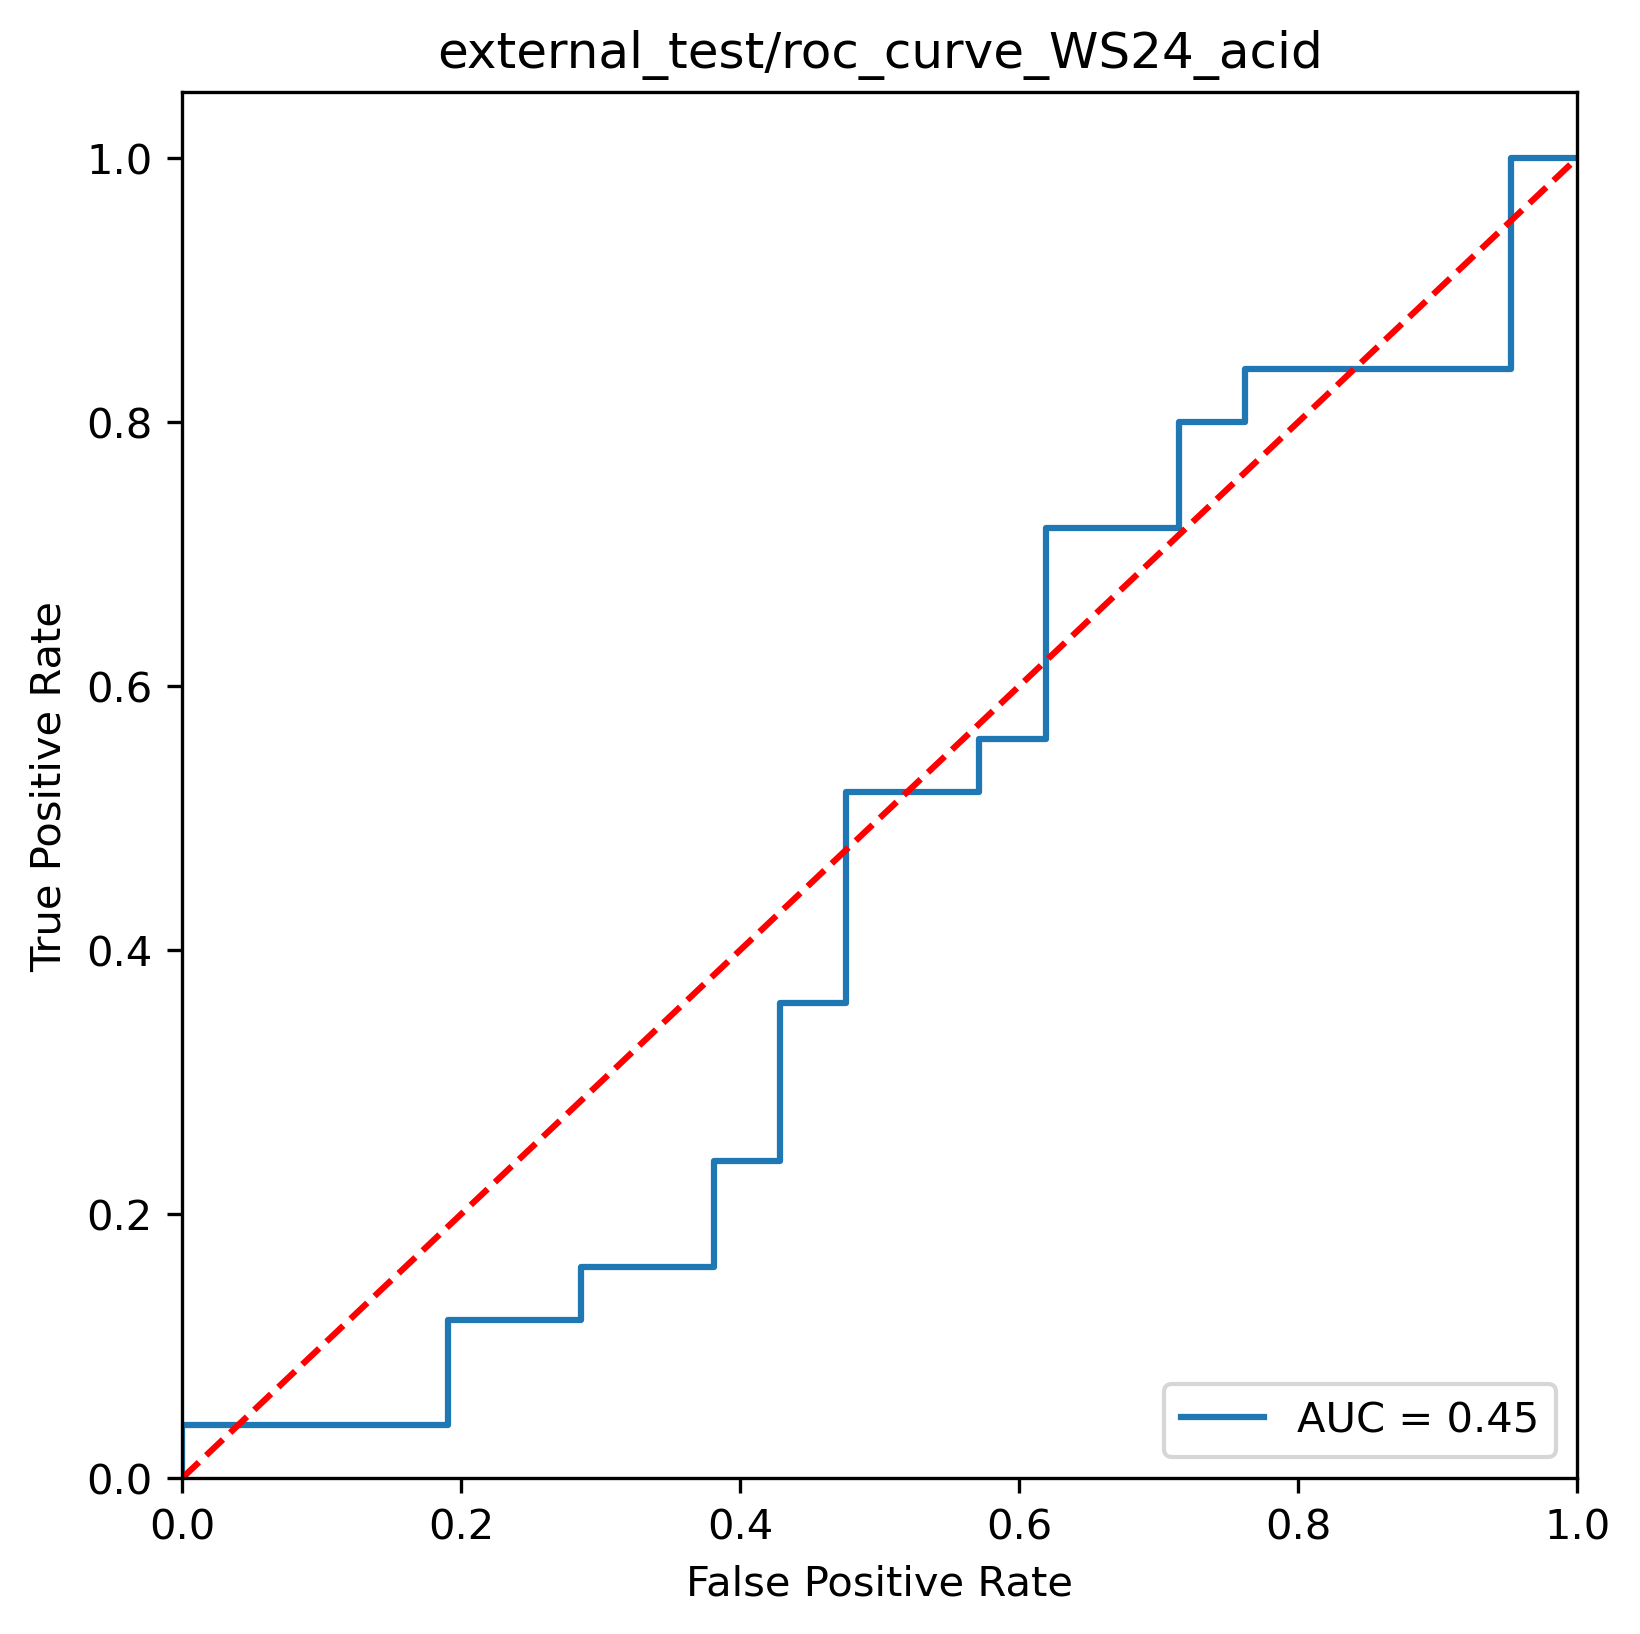 external_test/roc_curve_WS24_acid
1.0
0.8
0.6
0.4
0.2
0.0
True Positive Rate
AUC = 0.45
0.0 0.2 0.4 0.6 0.8 1.0
False Positive Rate